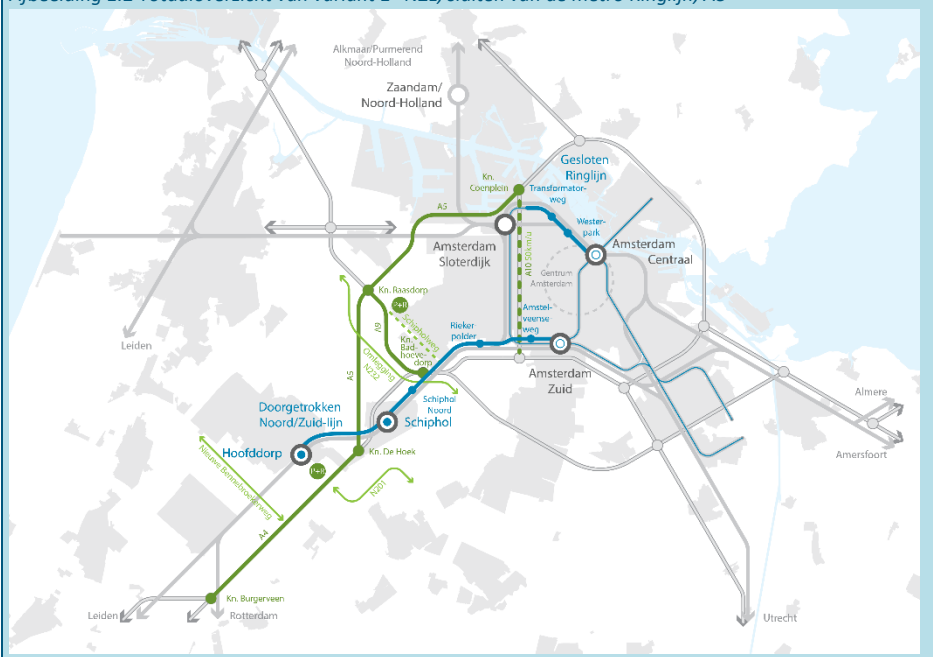 Alkmaar/Purmerend
Noord-Holland
Zaandam/
Noord-Holland
Gesloten
Ringlijn
Kn.
Coenplein
Transformator-
weg
Wester-
park
A5
Amsterdam
Sloterdijk
A10 50km/u
Amsterdam
Centraal
Gentrum
Amsterdam
Kn. Raasdorp
P+R
Schipholweg
A9
Kn.
Bad
hoeve
dorp
Omlegging
N232
Rieker
polder
Amstel-
veense
weg
Leiden
A5
Amsterdam
Zuid
Schiphol
Noord
Schiphol
Doorgetrokken
Noord/Zuid-lijn
Hoofddorp
P+R
Kn. De Hoek
Almere
Amersfoort
Nieuwe Bennebroekerweg
N201
A4
Kn. Burgerveen
Leiden
Rotterdam
Utrecht